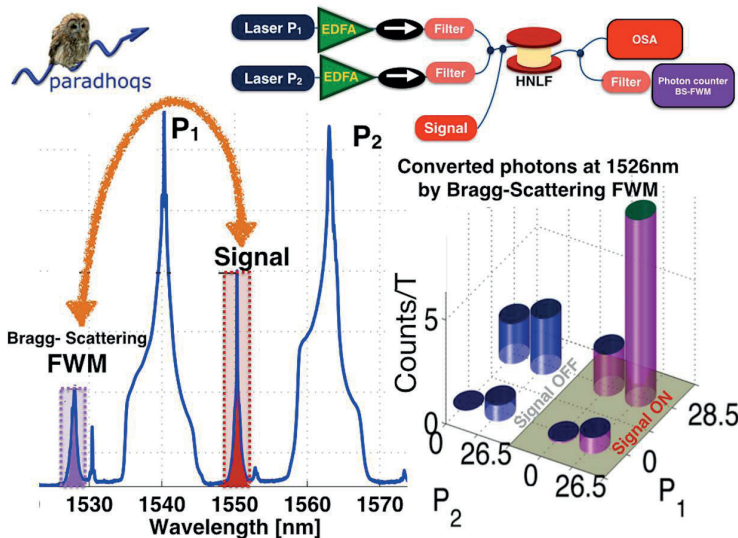 paradhoqs
Laser P1
EDFA
Filter
Laser P2
EDFA
Filter
HNLF
OSA
Filter
Photon counter
BS-FWM
Signal
P1
P2
Signal
Bragg- Scattering
FWM
1530
1540
1550
1560
1570
Wavelength [nm]
Converted photons at 1526nm
by Bragg-Scattering FWM
Counts/T
5
0
Signal OFF
Signal ON
0
26.5
P2
0
26.5
0
28.5
P1